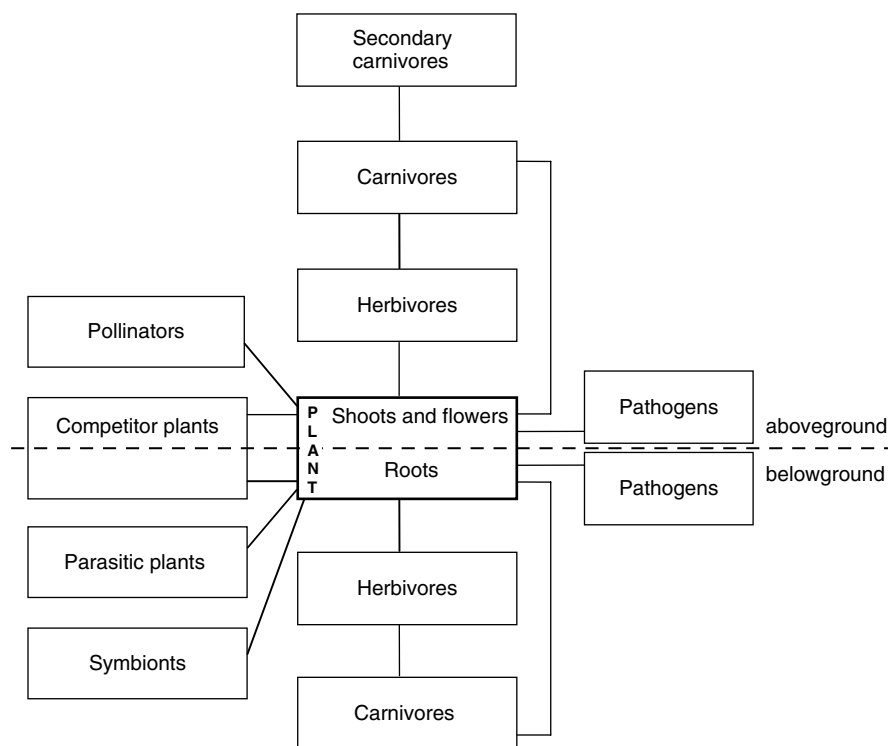 Secondary
carnivores
Carnivores
Herbivores
Pollinators
Competitor plants
PLANT
Shoots and flowers
Roots
Pathogens
aboveground
belowground
Pathogens
Parasitic plants
Herbivores
Symbionts
Carnivores